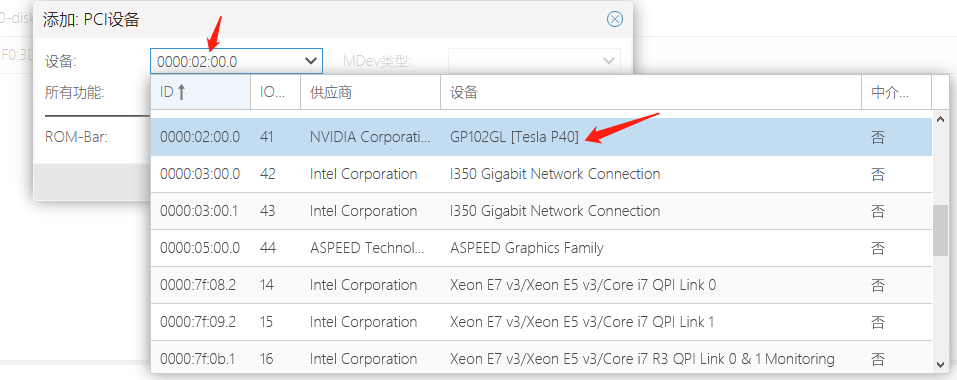 0-disk
添加: PCI设备
F0:3D
设备: 0000:02:00.0 MDev类型:
所有功能:
ROM-Bar:
ID IO... 供应商 设备 中介...
0000:02:00.0 41 NVIDIA Corporati... GP102GL [Tesla P40] 否
0000:03:00.0 42 Intel Corporation I350 Gigabit Network Connection 否
0000:03:00.1 43 Intel Corporation I350 Gigabit Network Connection 否
0000:05:00.0 44 ASPEED Technol... ASPEED Graphics Family 否
0000:7f:08.2 14 Intel Corporation Xeon E7 v3/Xeon E5 v3/Core i7 QPI Link 0 否
0000:7f:09.2 15 Intel Corporation Xeon E7 v3/Xeon E5 v3/Core i7 QPI Link 1 否
0000:7f:0b.1 16 Intel Corporation Xeon E7 v3/Xeon E5 v3/Core i7 R3 QPI Link 0 & 1 Monitoring 否